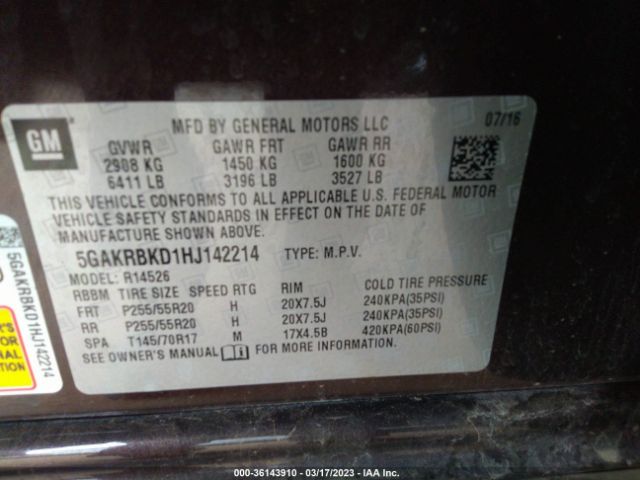 GM
MFD BY GENERAL MOTORS LLC
07/16
GVWR GAWR FRT GAWR RR
2908 KG 1450 KG 1600 KG
6411 LB 3196 LB 3527 LB
THIS VEHICLE CONFORMS TO ALL APPLICABLE U.S. FEDERAL MOTOR
VEHICLE SAFETY STANDARDS IN EFFECT ON THE DATE OF
MANUFACTURE SHOWN ABOVE.
5GAKRBKD1HJ142214 TYPE: M.P.V.
MODEL: R14526
RBBM TIRE SIZE SPEED RTG RIM COLD TIRE PRESSURE
FRT P255/55R20 H 20X7.5J 240KPA(35PSI)
RR P255/55R20 H 20X7.5J 240KPA(35PSI)
SPA T145/70R17 M 17X4.5B 420KPA(60PSI)
SEE OWNER'S MANUAL i FOR MORE INFORMATION.
5GAKRBKD1HJ142214
000-36143910 - 03/17/2023 - IAA Inc.